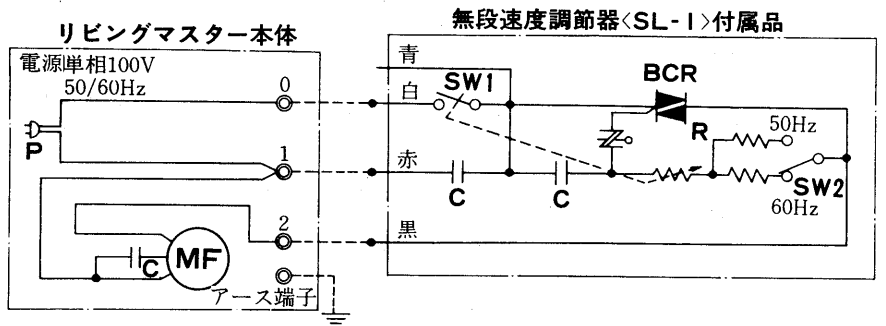 リビングマスター本体
無段速度調節器〈SL-1〉付属品
電源単相100V
50/60Hz
P
0
1
2
C
MF
アース端子
青
白
赤
黒
SW1
BCR
R
50Hz
60Hz
SW2
C
C